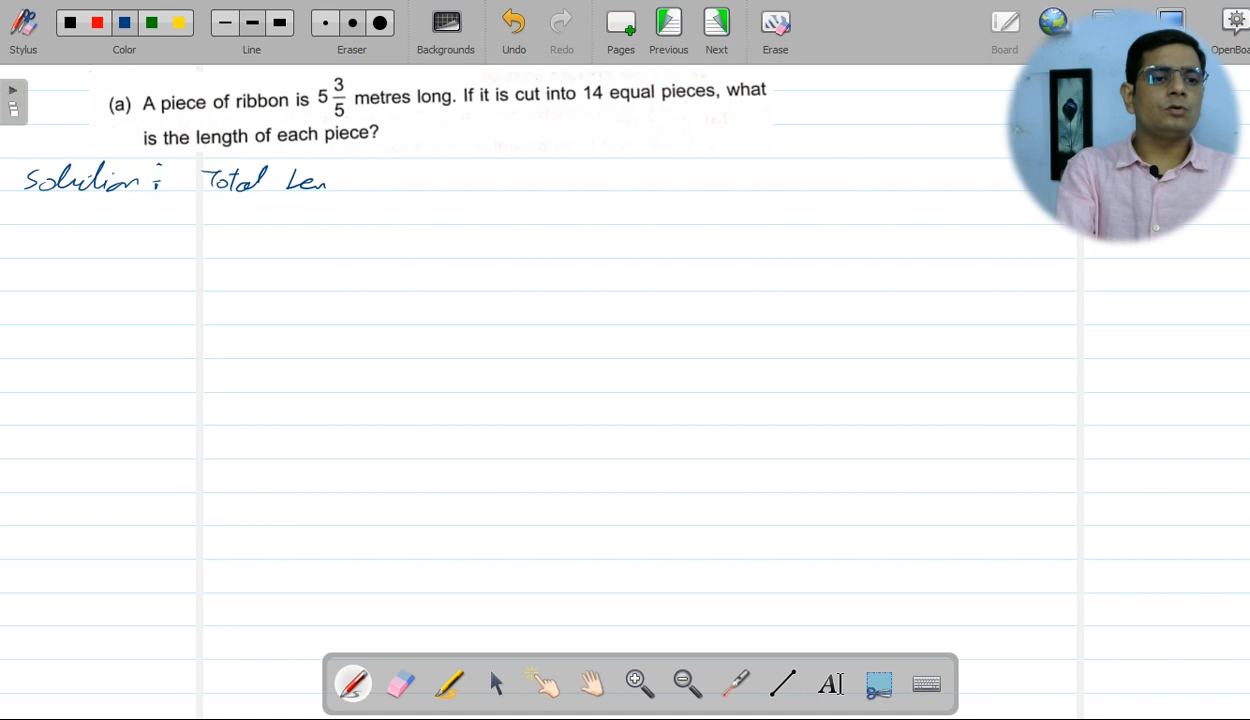 Stylus
Color
Line
Eraser
Backgrounds
Undo
Redo
Pages
Previous
Next
Erase
Board
OpenBoa
(a) A piece of ribbon is 5 3/5 metres long. If it is cut into 14 equal pieces, what
is the length of each piece?
Solution : Total Len
AI